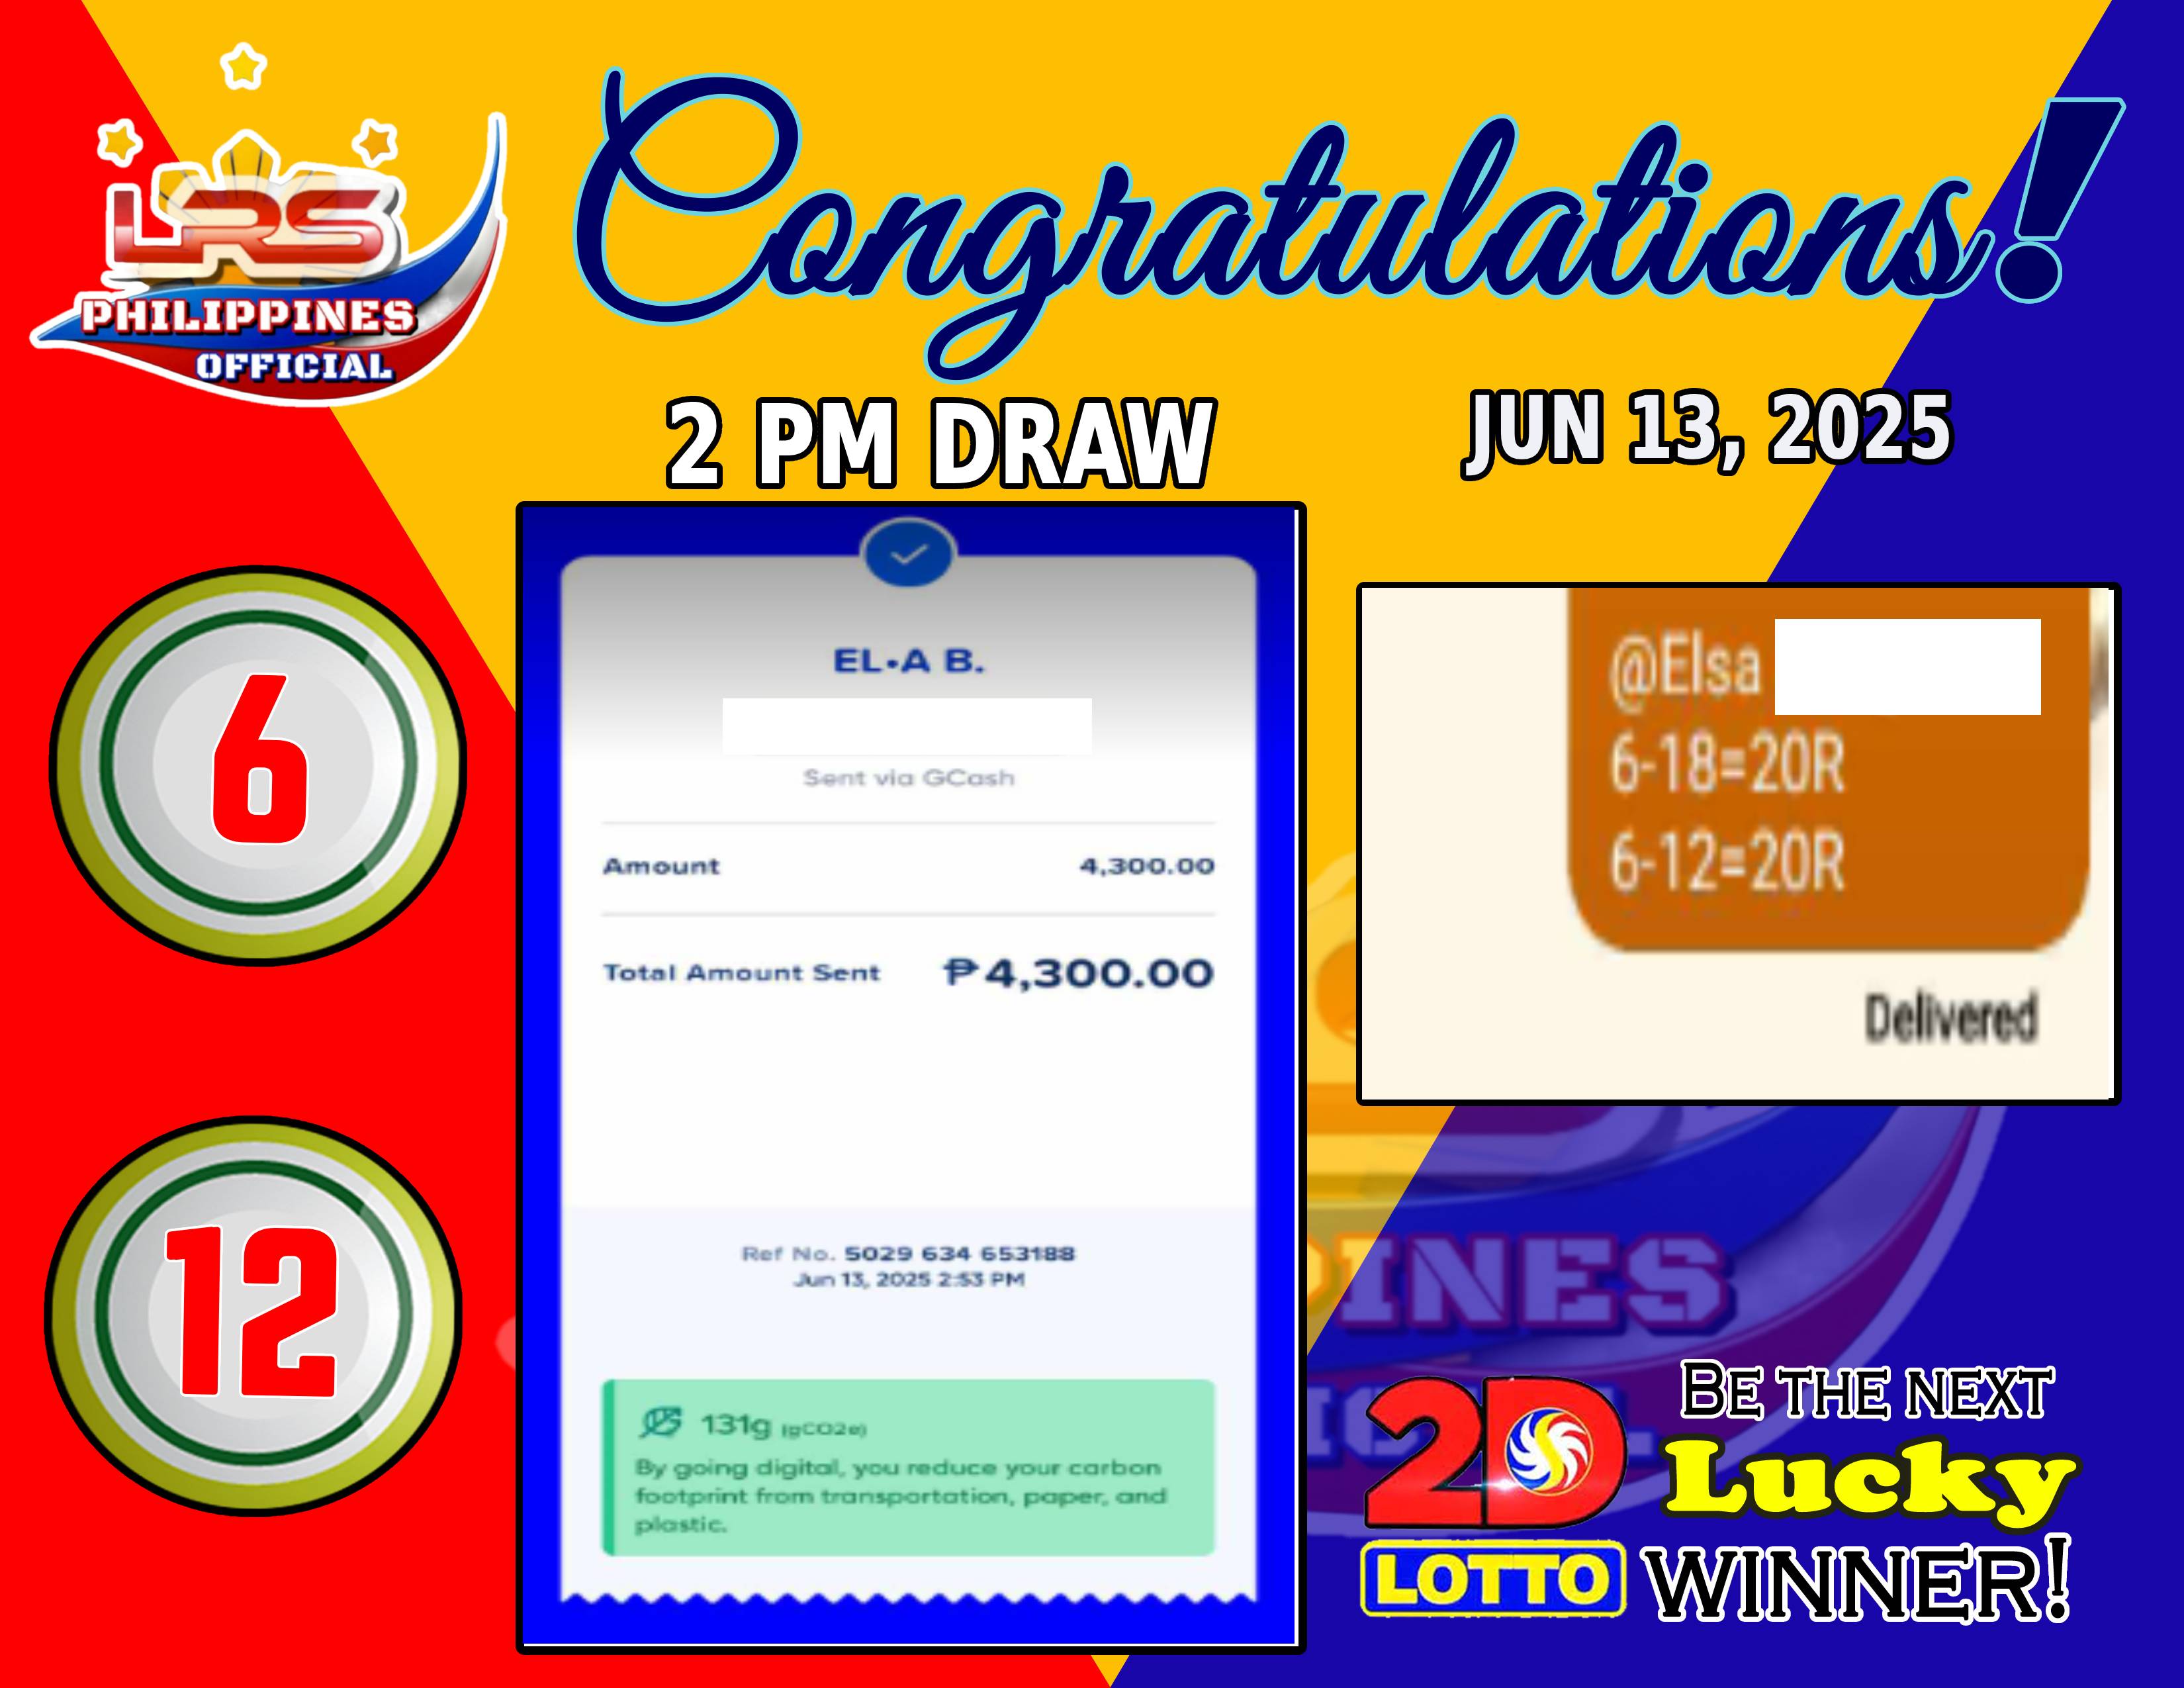 LRS
PHILIPPINES
OFFICIAL
Congratulations!
2 PM DRAW
JUN 13, 2025
6
12
EL•A B.
Sent via GCash
Amount 4,300.00
Total Amount Sent ₱4,300.00
Ref No. 5029 634 653188
Jun 13, 2025 2:53 PM
131g (gCO2e)
By going digital, you reduce your carbon
footprint from transportation, paper, and
plastic.
@Elsa
6-18=20R
6-12=20R
Delivered
PINES
2D
LOTTO
BE THE NEXT
Lucky
WINNER!